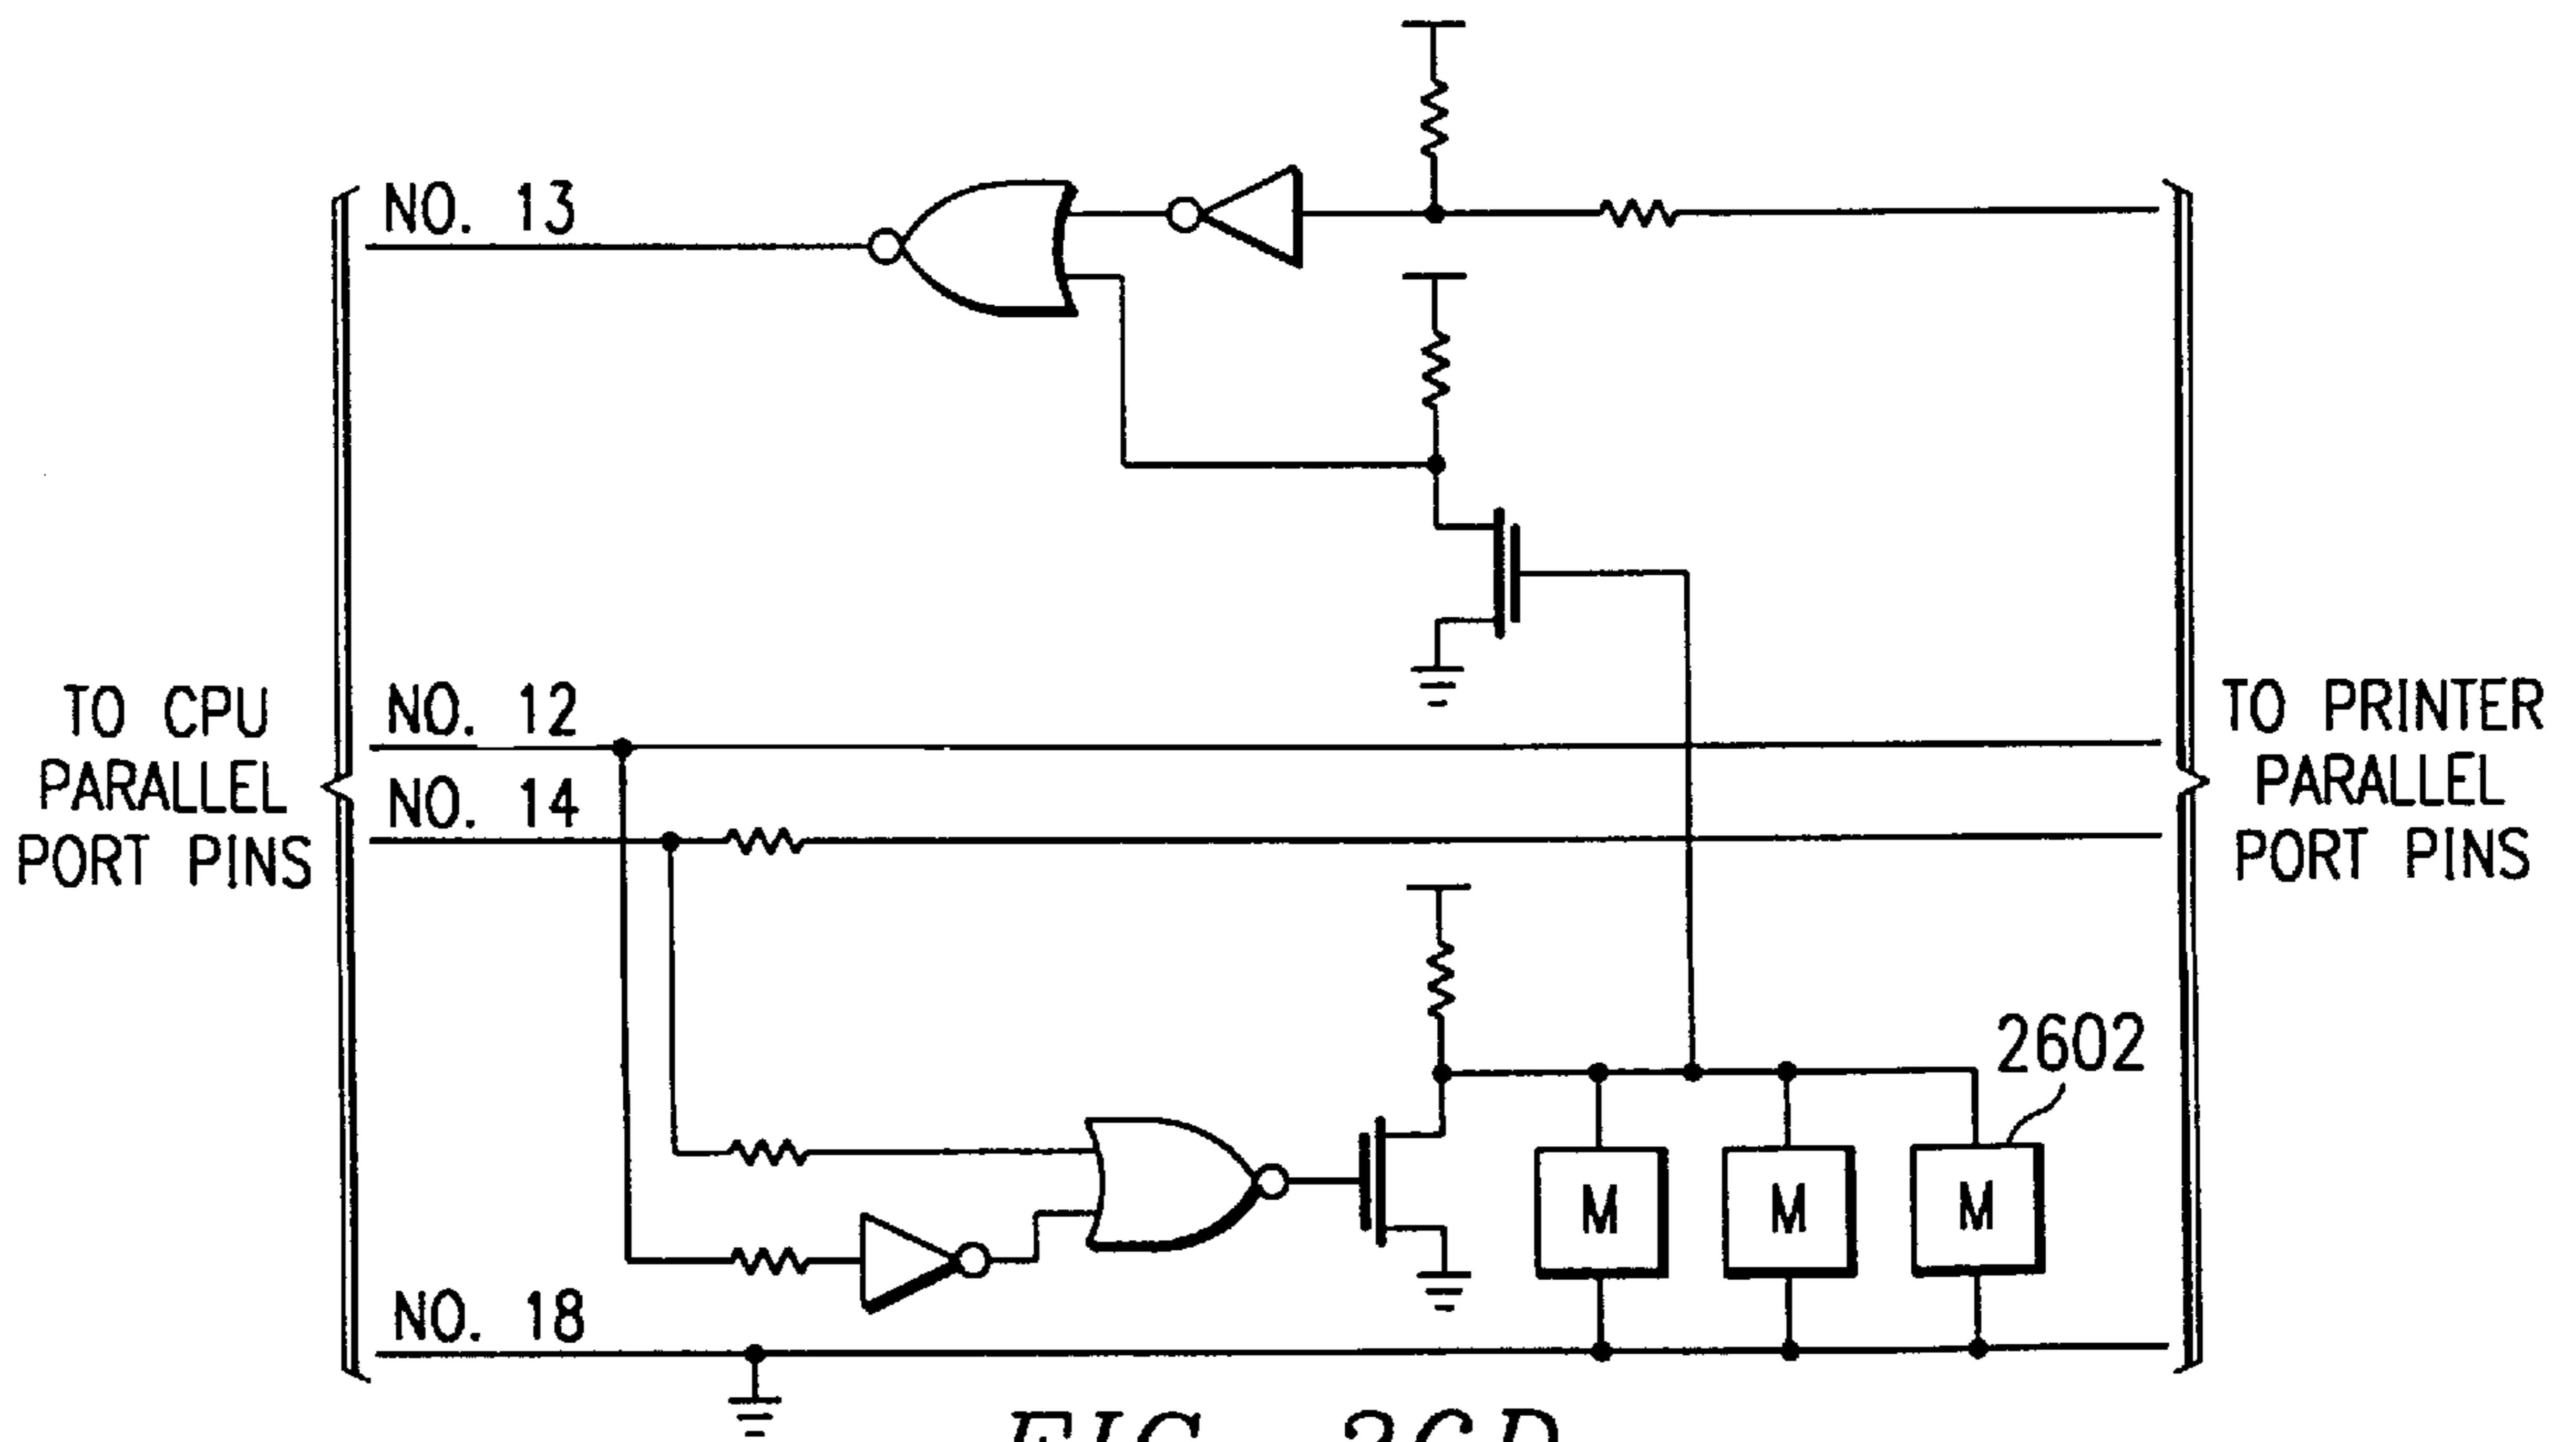 NO. 13
NO. 12
TO CPU
PARALLEL
PORT PINS
NO. 14
TO PRINTER
PARALLEL
PORT PINS
2602
M
M
M
NO. 18